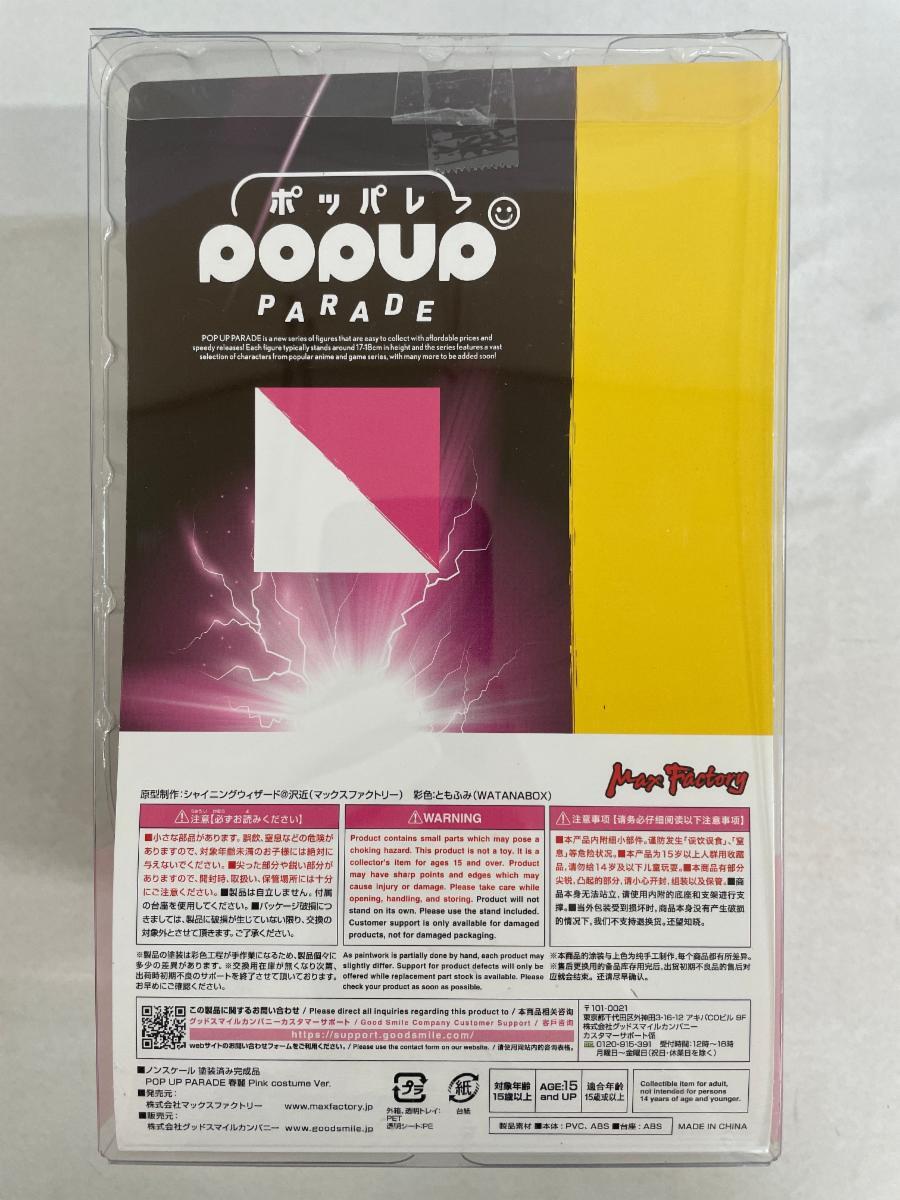 ポッパレ
POPUP
PARADE
POP UP PARADE is a new series of figures that are easy to collect with affordable prices and
speedy releases! Each figure typically stands around 17-18cm in height and the series features a vast
selection of characters from popular anime and game series, with many more to be added soon!
Max Factory
原型制作：シャイニングウィザード＠沢近（マックスファクトリー） 彩色：ともふみ（WATANABOX）
⚠注意【必ずお読みください】
■小さな部品があります。誤飲、窒息などの危険が
ありますので、対象年齢未満のお子様には絶対に
与えないでください。■尖った部分や鋭い部分が
ありますので、開封時、取扱い、保管場所には十分
にご注意ください。■製品は自立しません。付属
の台座を使用してください。■パッケージ破損につ
きましては、製品に破損が生じていない限り、交換の
対象外とさせて頂きます。ご了承ください。
⚠WARNING
Product contains small parts which may pose a
choking hazard. This product is not a toy. It is a
collector's item for ages 15 and over. Product
may have sharp points and edges which may
cause injury or damage. Please take care while
opening, handling, and storing. Product will not
stand on its own. Please use the stand included.
Customer support is only available for damaged
products, not for damaged packaging.
⚠注意事项【请务必仔细阅读以下注意事项】
■本产品内附细小部件。谨防发生「误饮误食」、「窒
息」等危险状况。■本产品为15岁以上人群用收藏
品，请勿给14岁及以下儿童玩耍。■本商品有部分
尖锐，凸起的部分，请小心开封，组装以及保管。■商
品本身无法站立，请使用内附的底座和支架进行支
撑。■当外包装受到损坏时，商品本身没有产生破损
的情况下，我们不支持退换货。还望知晓。
※製品の塗装は彩色工程が手作業になるため、製品個々に
多少の差異があります。※交換用在庫が無くなり次第、
出荷時初期不良のサポートを終了させて頂いております。
お早めにご確認ください。
As paintwork is partially done by hand, each product may
slightly differ. Support for product defects will only be
offered while replacement part stock is available. Please
check your product as soon as possible.
※本商品的涂装与上色为纯手工制作，每个商品都有所差异。
※售后更换用的备品库存用完后，出货初期不良品的售后对
应就会结束。还请尽早确认。
この製品に関するお問い合わせ / Please direct all inquiries regarding this product to / 本商品相关咨询
グッドスマイルカンパニーカスタマーサポート / Good Smile Company Customer Support / 客戶咨询
https://support.goodsmile.com/
webサイトのお問い合わせフォームをご利用ください。/ Please use the contact form on our website. / 请使用网站内的咨询表格。
〒101-0021
東京都千代田区外神田3-16-12 アキバCOビル 8F
株式会社グッドスマイルカンパニー
カスタマーサポート係
0120-915-391 受付時間：12時～16時
月曜日～金曜日（祝日・休業日を除く）
■ノンスケール 塗装済み完成品
POP UP PARADE 春麗 Pink costume Ver.
■発売元：
株式会社マックスファクトリー www.maxfactory.jp
■販売元：
株式会社グッドスマイルカンパニー www.goodsmile.jp
プラ
外箱、透明トレイ：
PET
透明シート：PE
紙
台紙
対象年齢
15歳以上
AGE:15
and UP
适合年龄
15歲或以上
Collectible item for adult,
not intended for persons
14 years of age and younger.
製品素材 ■本体：PVC、ABS ■台座：ABS
MADE IN CHINA